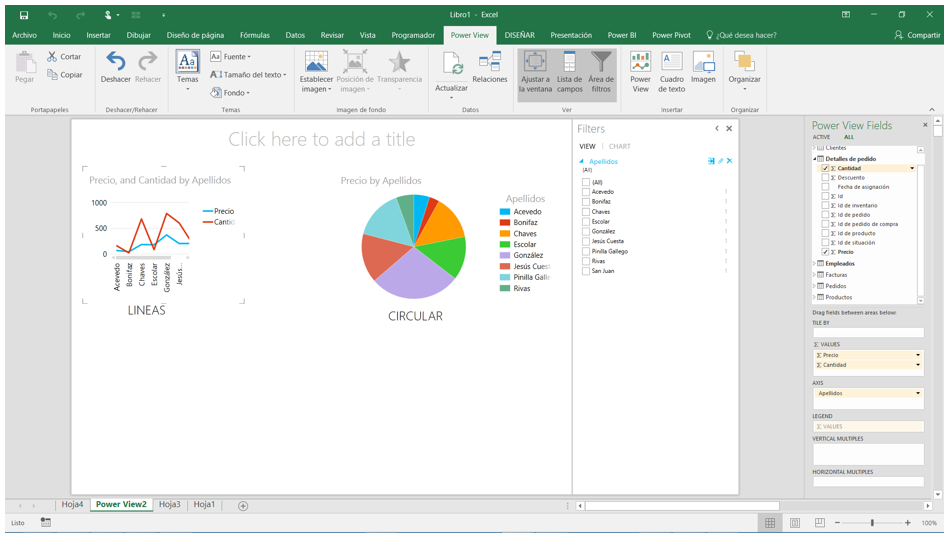 Libro1 - Excel
Archivo Inicio Insertar Dibujar Diseño de página Fórmulas Datos Revisar Vista Programador Power View DISEÑAR Presentación Power BI Power Pivot ¿Qué desea hacer? Compartir
Pegar
Cortar
Copiar
Portapapeles
Deshacer Rehacer
Deshacer/Rehacer
Temas
Fuente
Tamaño del texto
Fondo
Temas
Establecer imagen
Posición de imagen
Transparencia
Imagen de fondo
Actualizar
Relaciones
Datos
Ajustar a la ventana
Lista de campos
Área de filtros
Ver
Power View
Cuadro de texto
Imagen
Insertar
Organizar
Organizar
Click here to add a title
Precio, and Cantidad by Apellidos
1000
500
0
Precio
Cantid
Acevedo
Bonifaz
Chaves
Escolar
González
Jesús...
LINEAS
Precio by Apellidos
Apellidos
Acevedo
Bonifaz
Chaves
Escolar
González
Jesús Cuest
Pinilla Galle
Rivas
CIRCULAR
Filters
VIEW | CHART
Apellidos
(All)
(All)
Acevedo 1
Bonifaz 1
Chaves 1
Escolar 1
González 1
Jesús Cuesta 1
Pinilla Gallego 1
Rivas 1
San Juan 1
Power View Fields
ACTIVE ALL
Clientes
Detalles de pedido
Σ Cantidad
Σ Descuento
Fecha de asignación
Σ Id
Σ Id de inventario
Σ Id de pedido
Σ Id de pedido de compra
Σ Id de producto
Σ Id de situación
Σ Precio
Empleados
Facturas
Pedidos
Productos
Drag fields between areas below:
TILE BY
Σ VALUES
Σ Precio
Σ Cantidad
AXIS
Apellidos
LEGEND
Σ VALUES
VERTICAL MULTIPLES
HORIZONTAL MULTIPLES
Hoja4 Power View2 Hoja3 Hoja1
Listo
100%